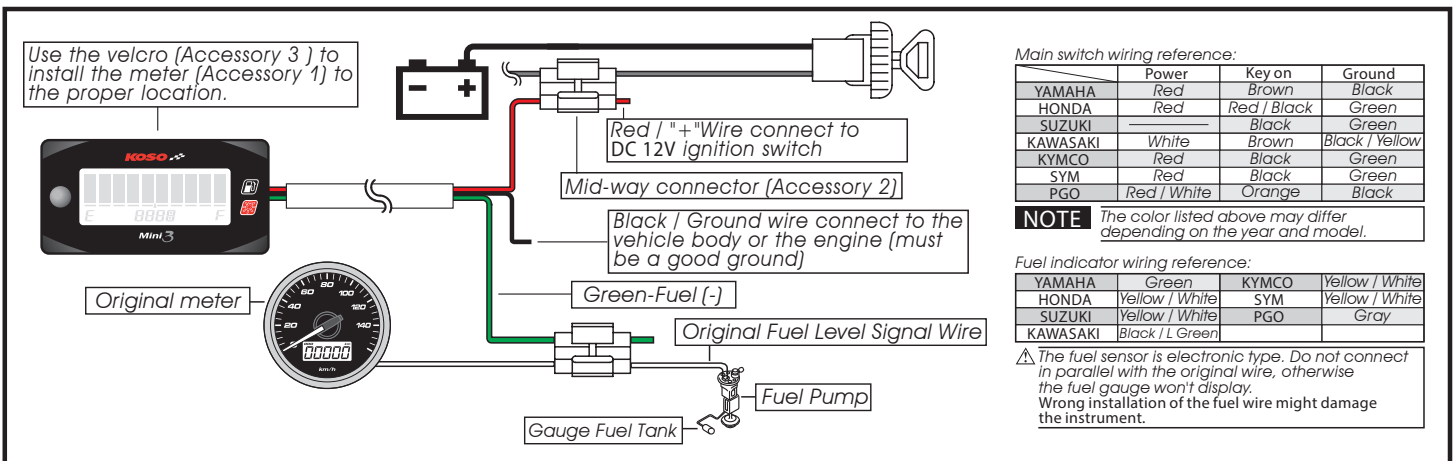 Use the velcro (Accessory 3 ) to
install the meter (Accessory 1) to
the proper location.
KOSO
E 8888 F
Mini 3
Original meter
0 20 40 60 80 100 120 140
00000
km/h
Red / "+"Wire connect to
DC 12V ignition switch
Mid-way connector (Accessory 2)
Black / Ground wire connect to the
vehicle body or the engine (must
be a good ground)
Green-Fuel (-)
Original Fuel Level Signal Wire
Fuel Pump
Gauge Fuel Tank
Main switch wiring reference:
Power Key on Ground
YAMAHA Red Brown Black
HONDA Red Red / Black Green
SUZUKI ——— Black Green
KAWASAKI White Brown Black / Yellow
KYMCO Red Black Green
SYM Red Black Green
PGO Red / White Orange Black
NOTE The color listed above may differ
depending on the year and model.
Fuel indicator wiring reference:
YAMAHA Green KYMCO Yellow / White
HONDA Yellow / White SYM Yellow / White
SUZUKI Yellow / White PGO Gray
KAWASAKI Black / L Green
The fuel sensor is electronic type. Do not connect
in parallel with the original wire, otherwise
the fuel gauge won't display.
Wrong installation of the fuel wire might damage
the instrument.